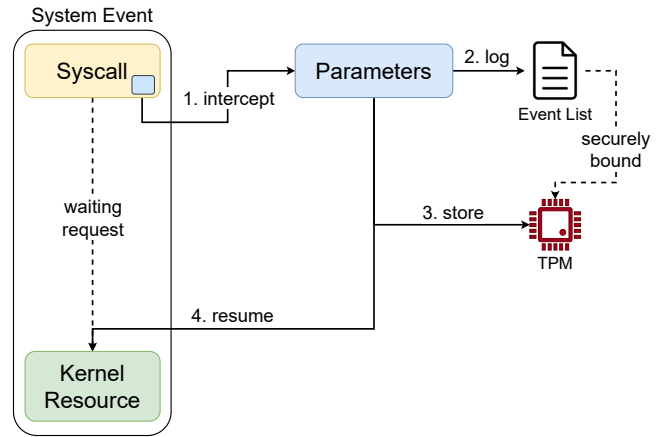 System Event
Syscall
Parameters
2. log
1. intercept
Event List
securely
bound
waiting
request
3. store
TPM
4. resume
Kernel
Resource